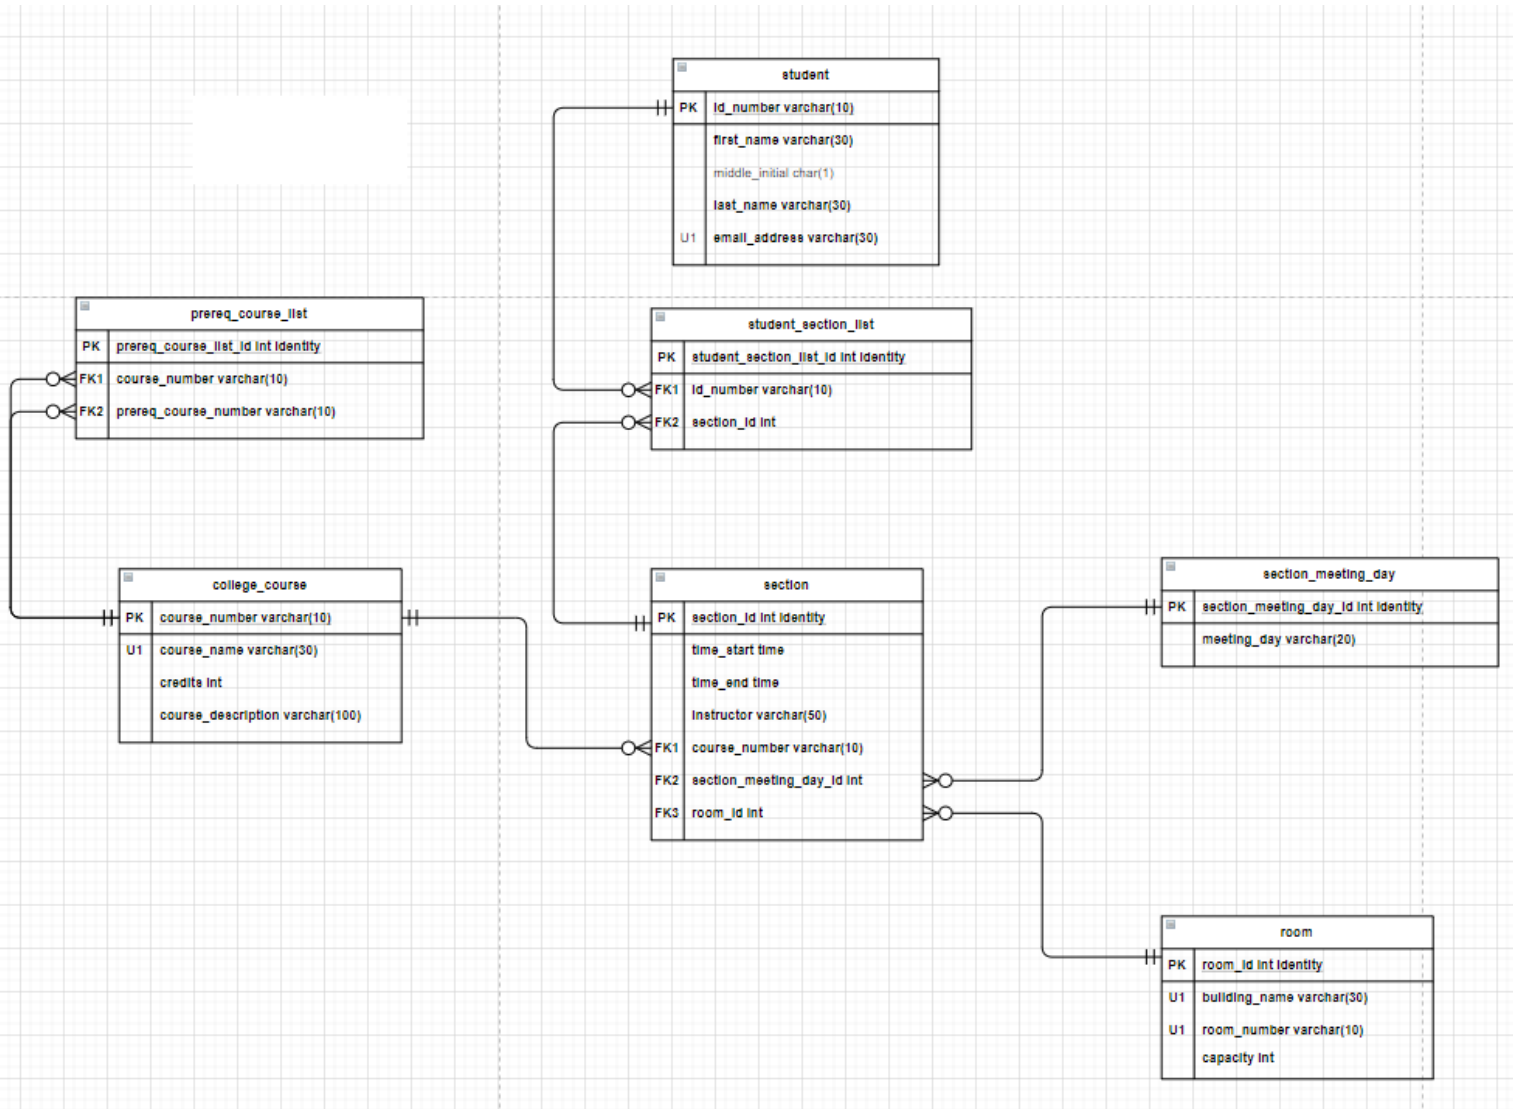 student
PK id_number varchar(10)
first_name varchar(30)
middle_initial char(1)
last_name varchar(30)
U1 email_address varchar(30)
prereq_course_list
PK prereq_course_list_id int identity
FK1 course_number varchar(10)
FK2 prereq_course_number varchar(10)
student_section_list
PK student_section_list_id int identity
FK1 id_number varchar(10)
FK2 section_id int
college_course
PK course_number varchar(10)
U1 course_name varchar(30)
credits int
course_description varchar(100)
section
PK section_id int identity
time_start time
time_end time
instructor varchar(50)
FK1 course_number varchar(10)
FK2 section_meeting_day_id int
FK3 room_id int
section_meeting_day
PK section_meeting_day_id int identity
meeting_day varchar(20)
room
PK room_id int identity
U1 building_name varchar(30)
U1 room_number varchar(10)
capacity int